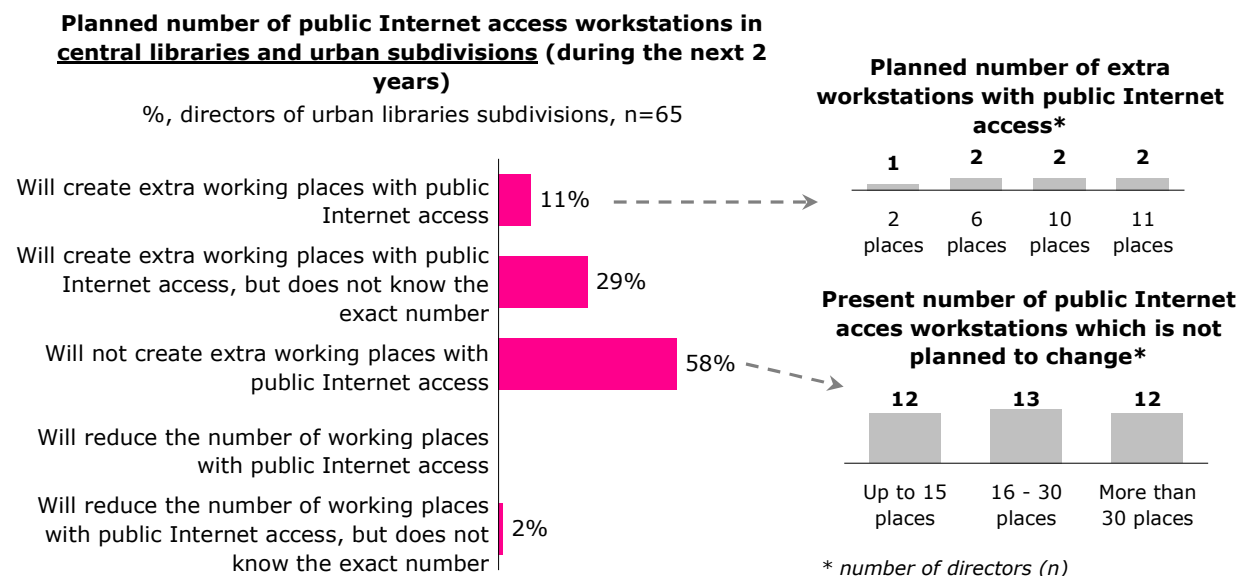 Planned number of public Internet access workstations in
central libraries and urban subdivisions (during the next 2
years)
%, directors of urban libraries subdivisions, n=65
Will create extra working places with public
Internet access
11%
Will create extra working places with public
Internet access, but does not know the
exact number
29%
Will not create extra working places with
public Internet access
58%
Will reduce the number of working places
with public Internet access
Will reduce the number of working places
with public Internet access, but does not
know the exact number
2%
Planned number of extra
workstations with public Internet
access*
1 2 2 2
2 6 10 11
places places places places
Present number of public Internet
acces workstations which is not
planned to change*
12 13 12
Up to 15 16 - 30 More than
places places 30 places
* number of directors (n)